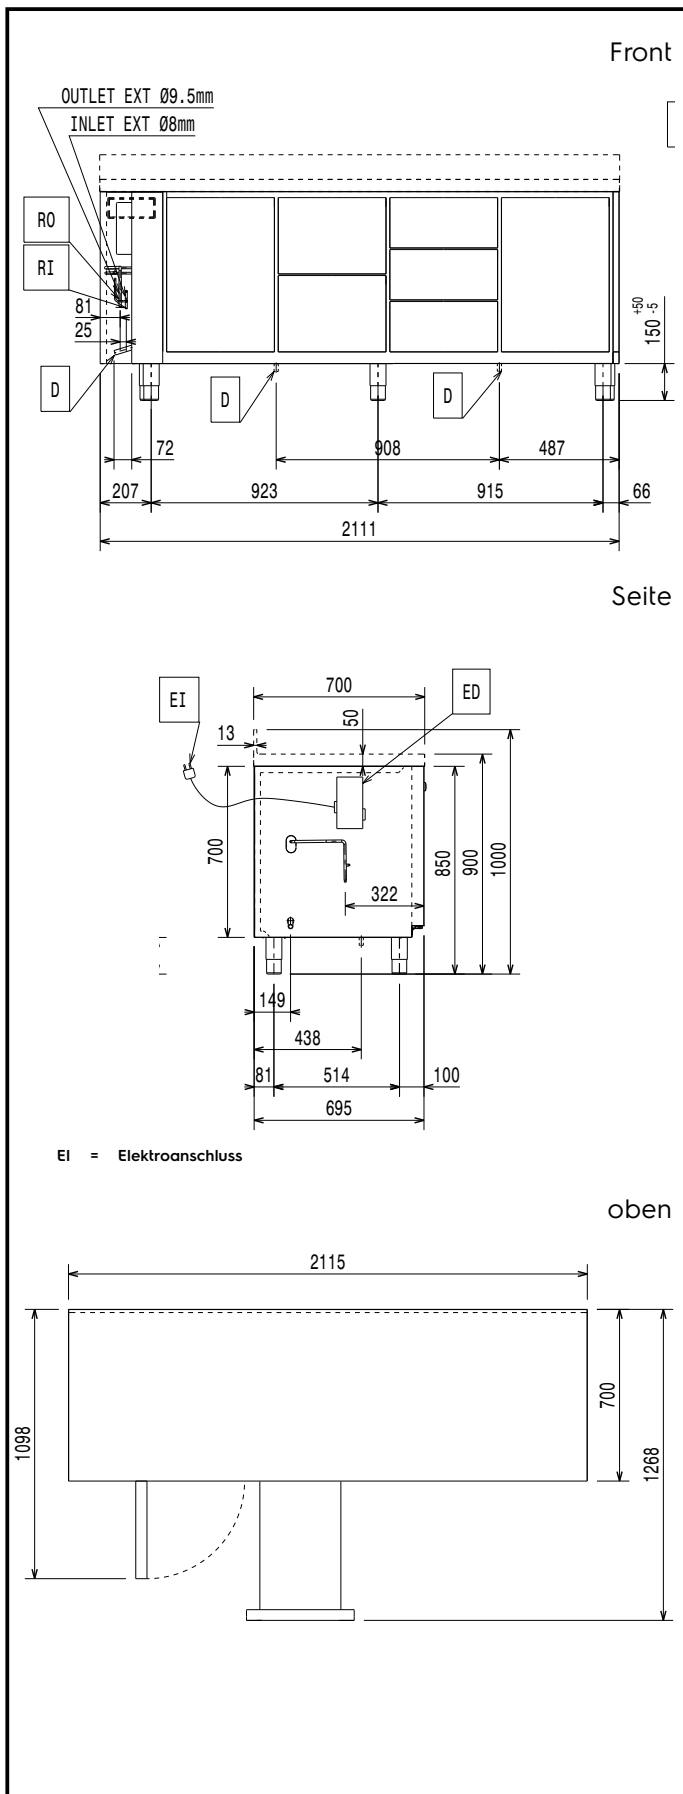 Front
OUTLET EXT Ø9.5mm
INLET EXT Ø8mm
RO
RI
81
25
D
D
D
150 +50 -5
72
908
487
207
923
915
66
2111
Seite
EI
700
50
ED
13
700
322
850
900
1000
149
438
81
514
100
695
EI = Elektroanschluss
oben
2115
1098
700
1268